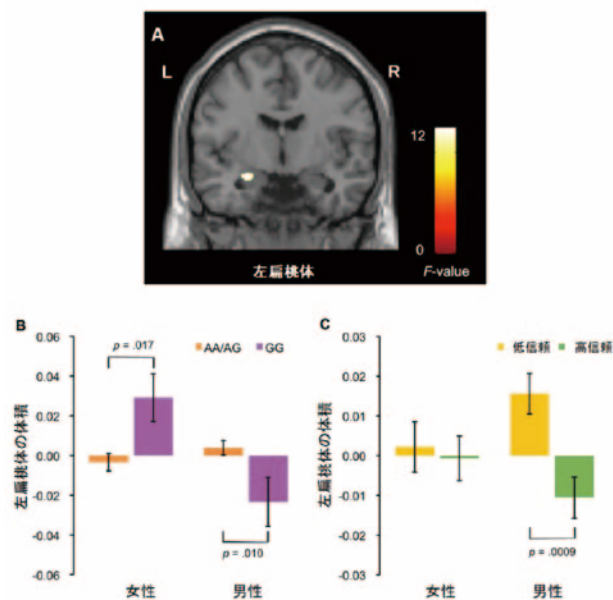 A
L
R
12
0
F-value
左扁桃体
B
AA/AG
GG
左扁桃体の体積
0.06
0.04
0.02
0.00
-0.02
-0.04
-0.06
p = .017
p = .010
女性
男性
C
低信頼
高信頼
左扁桃体の体積
0.03
0.02
0.01
0.00
-0.01
-0.02
-0.03
p = .0009
女性
男性